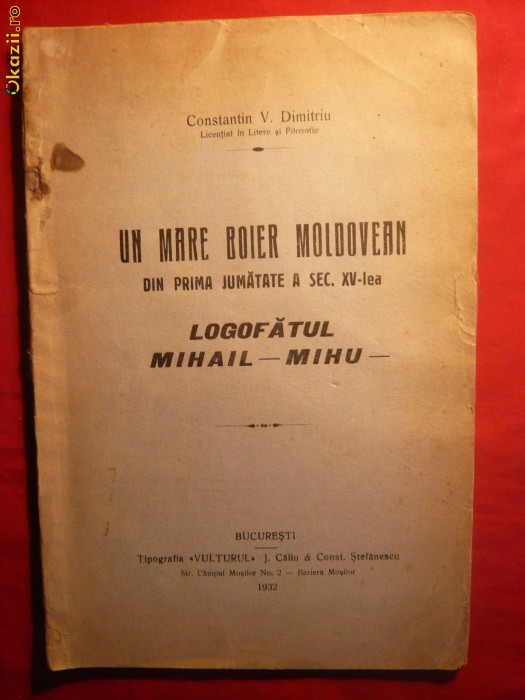 Okazii.ro
Constantin V. Dimitriu
Licențiat în Litere și Filozofie
UN MARE BOIER MOLDOVEAN
DIN PRIMA JUMĂTATE A SEC. XV-lea
LOGOFĂTUL
MIHAIL — MIHU —
BUCUREȘTI
Tipografia «VULTURUL» J. Călin & Const. Ștefănescu
Str. Câmpul Moșilor No. 2 — Bariera Moșilor
1932